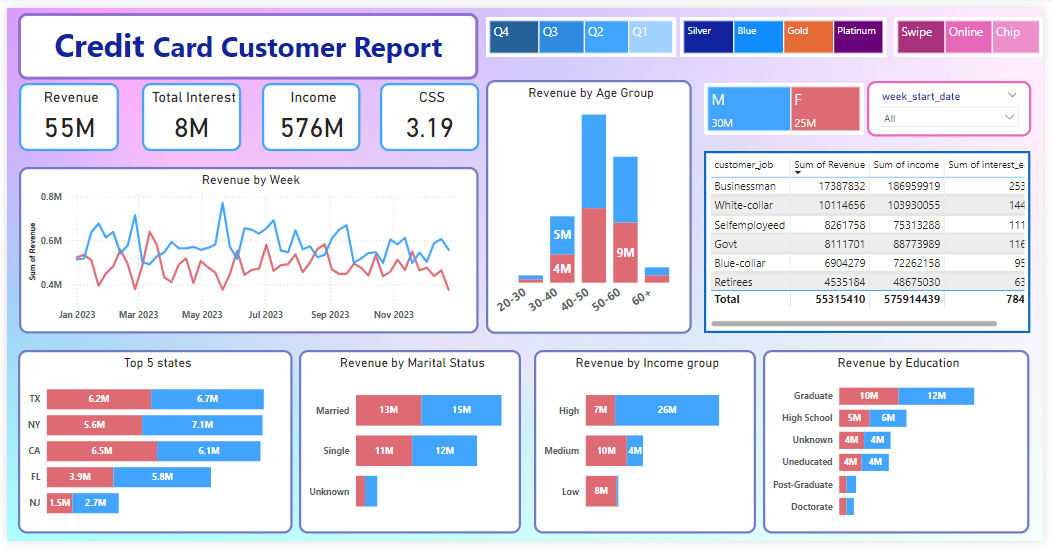 Credit Card Customer Report
Q4 Q3 Q2 Q1
Silver Blue Gold Platinum
Swipe Online Chip
Revenue
55M
Total Interest
8M
Income
576M
CSS
3.19
Revenue by Week
Sum of Revenue
0.8M
0.6M
0.4M
Jan 2023 Mar 2023 May 2023 Jul 2023 Sep 2023 Nov 2023
Revenue by Age Group
5M
4M
9M
20-30 30-40 40-50 50-60 60+
M F
30M 25M
week_start_date
All
customer_job Sum of Revenue Sum of income Sum of interest_e
Businessman 17387832 186959919 253
White-collar 10114656 103930055 144
Selfemployeed 8261758 75313288 111
Govt 8111701 88773989 116
Blue-collar 6904279 72262158 95
Retirees 4535184 48675030 63
Total 55315410 575914439 784
Top 5 states
TX 6.2M 6.7M
NY 5.6M 7.1M
CA 6.5M 6.1M
FL 3.9M 5.8M
NJ 1.5M 2.7M
Revenue by Marital Status
Married 13M 15M
Single 11M 12M
Unknown
Revenue by Income group
High 7M 26M
Medium 10M 4M
Low 8M
Revenue by Education
Graduate 10M 12M
High School 5M 6M
Unknown 4M 4M
Uneducated 4M 4M
Post-Graduate
Doctorate